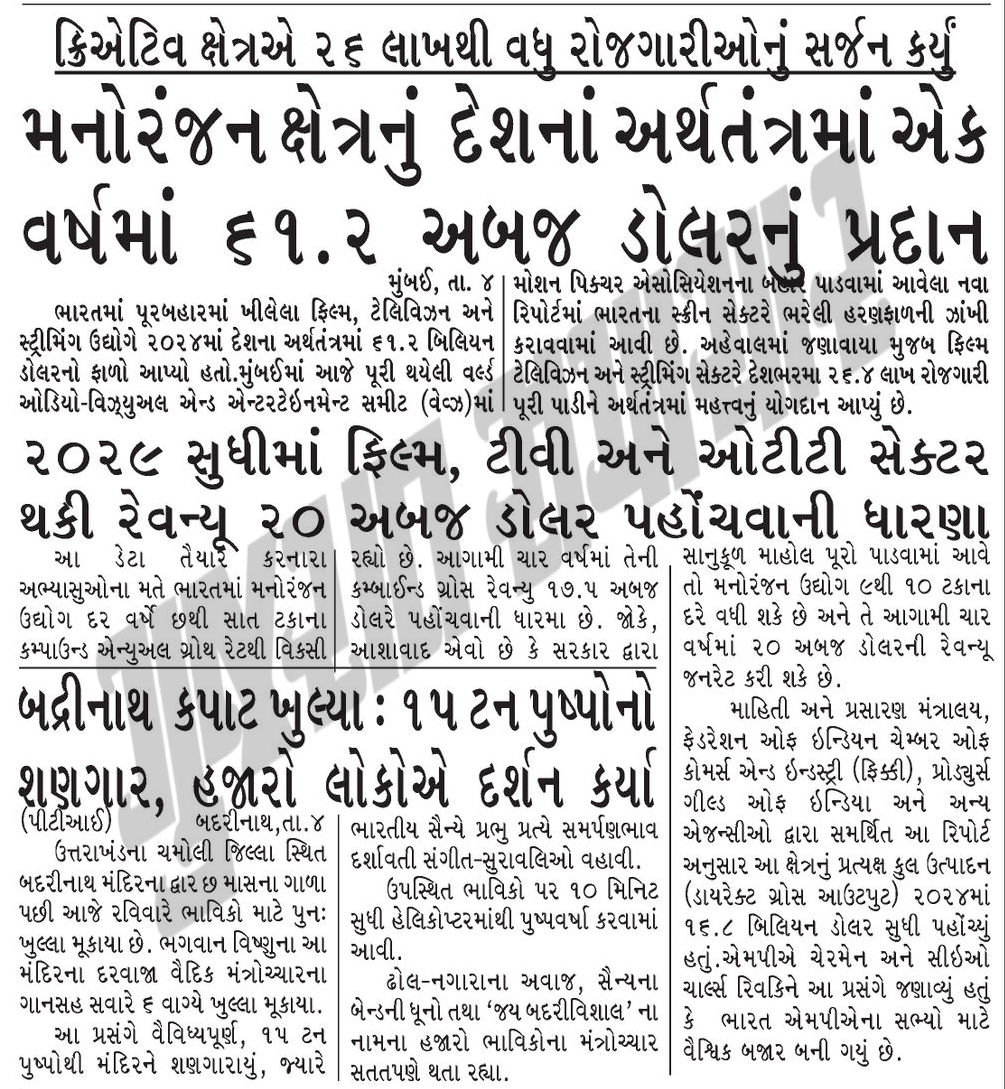 ક્રિએટિવ ક્ષેત્રએ ૨૬ લાખથી વધુ રોજગારીઓનું સર્જન કર્યું
મનોરંજન ક્ષેત્રનું દેશનાં અર્થતંત્રમાં એક
વર્ષમાં ૬૧.૨ અબજ ડોલરનું પ્રદાન
મુંબઈ, તા. ૪
ભારતમાં પૂરબહારમાં ખીલેલા ફિલ્મ, ટેલિવિઝન અને
સ્ટ્રીમિંગ ઉદ્યોગે ૨૦૨૪માં દેશના અર્થતંત્રમાં ૬૧.૨ બિલિયન
ડોલરનો ફાળો આપ્યો હતો.મુંબઈમાં આજે પૂરી થયેલી વર્લ્ડ
ઓડિયો-વિઝ્યુઅલ એન્ડ એન્ટરટેઇનમેન્ટ સમીટ (વેવ્ઝ)માં
મોશન પિક્ચર એસોસિયેશનના બહાર પાડવામાં આવેલા નવા
રિપોર્ટમાં ભારતના સ્ક્રીન સેક્ટરે ભરેલી હરણફાળની ઝાંખી
કરાવવામાં આવી છે. અહેવાલમાં જણાવાયા મુજબ ફિલ્મ
ટેલિવિઝન અને સ્ટ્રીમિંગ સેક્ટરે દેશભરમા ૨૬.૪ લાખ રોજગારી
પૂરી પાડીને અર્થતંત્રમાં મહત્ત્વનું યોગદાન આપ્યું છે.
૨૦૨૯ સુધીમાં ફિલ્મ, ટીવી અને ઓટીટી સેક્ટર
થકી રેવન્યૂ ૨૦ અબજ ડોલર પહોંચવાની ધારણા
આ ડેટા તૈયાર કરનારા
અભ્યાસુઓના મતે ભારતમાં મનોરંજન
ઉદ્યોગ દર વર્ષે છથી સાત ટકાના
કમ્પાઉન્ડ એન્યુઅલ ગ્રોથ રેટથી વિકસી
રહ્યો છે. આગામી ચાર વર્ષમાં તેની
કમ્બાઈન્ડ ગ્રોસ રેવન્યુ ૧૭.૫ અબજ
ડોલરે પહોંચવાની ધારમા છે. જોકે,
આશાવાદ એવો છે કે સરકાર દ્વારા
સાનુકૂળ માહોલ પૂરો પાડવામાં આવે
તો મનોરંજન ઉદ્યોગ ૯થી ૧૦ ટકાના
દરે વધી શકે છે અને તે આગામી ચાર
વર્ષમાં ૨૦ અબજ ડોલરની રેવન્યૂ
જનરેટ કરી શકે છે.
માહિતી અને પ્રસારણ મંત્રાલય,
ફેડરેશન ઓફ ઇન્ડિયન ચેમ્બર ઓફ
કોમર્સ એન્ડ ઇન્ડસ્ટ્રી (ફિક્કી), પ્રોડ્યુર્સ
ગીલ્ડ ઓફ ઇન્ડિયા અને અન્ય
એજન્સીઓ દ્વારા સમર્થિત આ રિપોર્ટ
અનુસાર આ ક્ષેત્રનું પ્રત્યક્ષ કુલ ઉત્પાદન
(ડાયરેક્ટ ગ્રોસ આઉટપુટ) ૨૦૨૪માં
૧૬.૮ બિલિયન ડોલર સુધી પહોંચ્યું
હતું.એમપીએ ચેરમેન અને સીઇઓ
ચાર્લ્સ રિવકિને આ પ્રસંગે જણાવ્યું હતું
કે ભારત એમપીએના સભ્યો માટે
વૈશ્વિક બજાર બની ગયું છે.
બદ્રીનાથ કપાટ ખુલ્યા : ૧૫ ટન પુષ્પોનો
શણગાર, હજારો લોકોએ દર્શન કર્યા
(પીટીઆઈ) બદરીનાથ,તા.૪
ઉત્તરાખંડના ચમોલી જિલ્લા સ્થિત
બદરીનાથ મંદિરના દ્વાર છ માસના ગાળા
પછી આજે રવિવારે ભાવિકો માટે પુનઃ
ખુલ્લા મૂકાયા છે. ભગવાન વિષ્ણુના આ
મંદિરના દરવાજા વૈદિક મંત્રોચ્ચારના
ગાનસહ સવારે ૬ વાગ્યે ખુલ્લા મૂકાયા.
આ પ્રસંગે વૈવિધ્યપૂર્ણ, ૧૫ ટન
પુષ્પોથી મંદિરને શણગારાયું, જ્યારે
ભારતીય સૈન્યે પ્રભુ પ્રત્યે સમર્પણભાવ
દર્શાવતી સંગીત-સુરાવલિઓ વહાવી.
ઉપસ્થિત ભાવિકો પર ૧૦ મિનિટ
સુધી હેલિકોપ્ટરમાંથી પુષ્પવર્ષા કરવામાં
આવી.
ઢોલ-નગારાના અવાજ, સૈન્યના
બેન્ડની ધૂનો તથા ‘જય બદરીવિશાલ’ ના
નામના હજારો ભાવિકોના મંત્રોચ્ચાર
સતતપણે થતા રહ્યા.
ગુજરાત સમાચાર